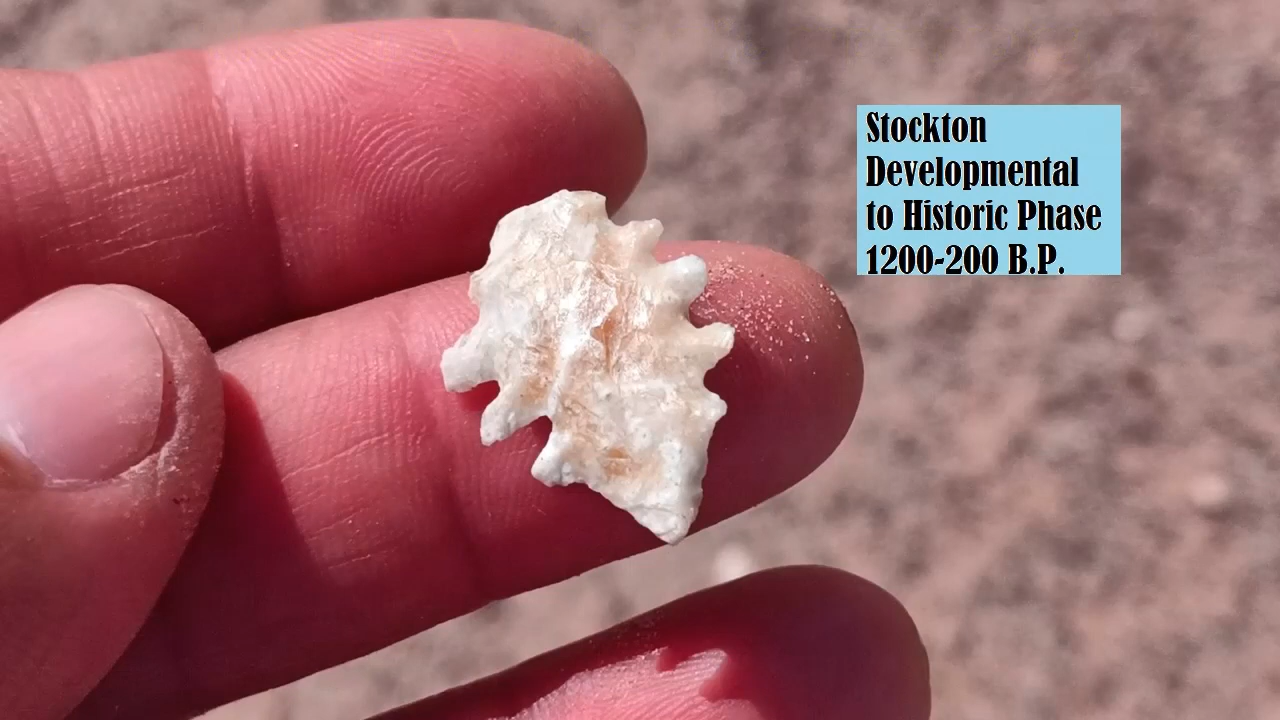 Stockton
Developmental
to Historic Phase
1200-200 B.P.